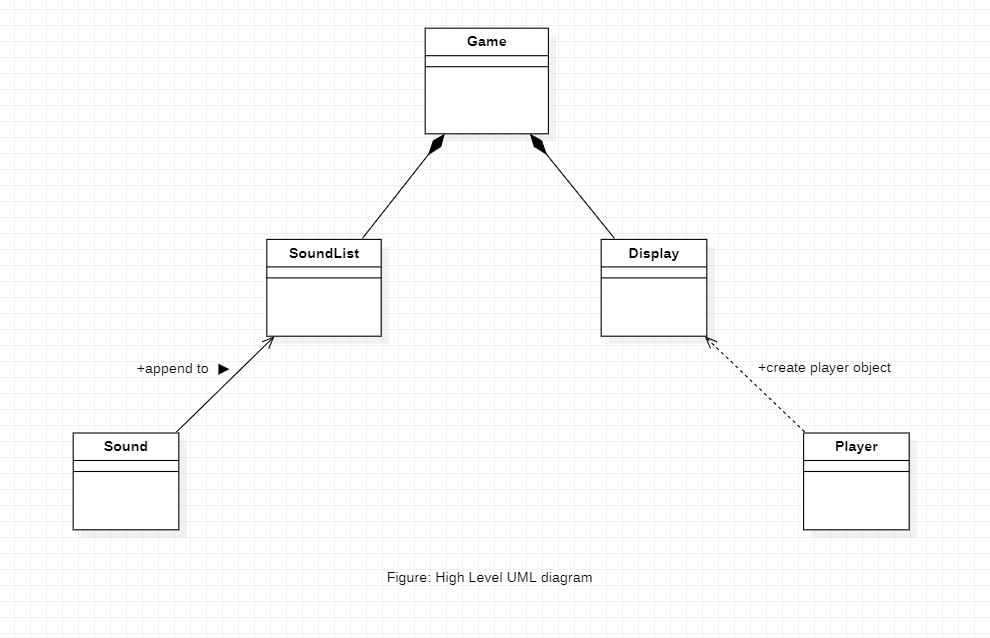 Game
SoundList
Display
+append to ▶
+create player object
Sound
Player
Figure: High Level UML diagram